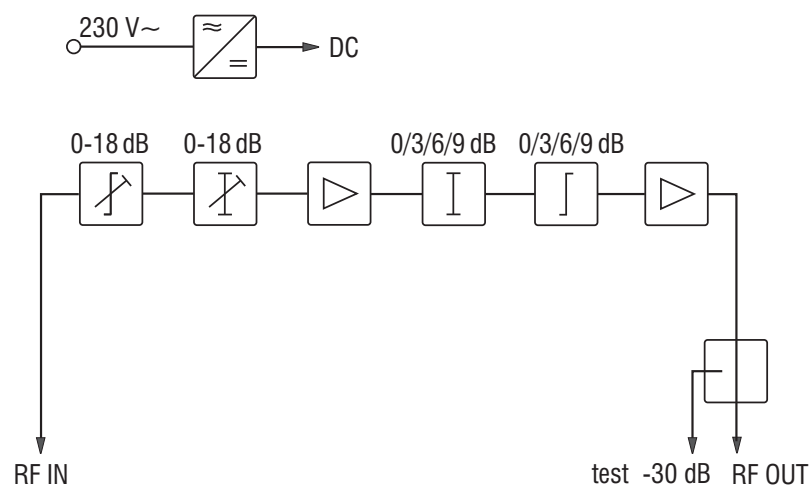 230 V~
DC
0-18 dB
0-18 dB
0/3/6/9 dB
0/3/6/9 dB
RF IN
test -30 dB
RF OUT